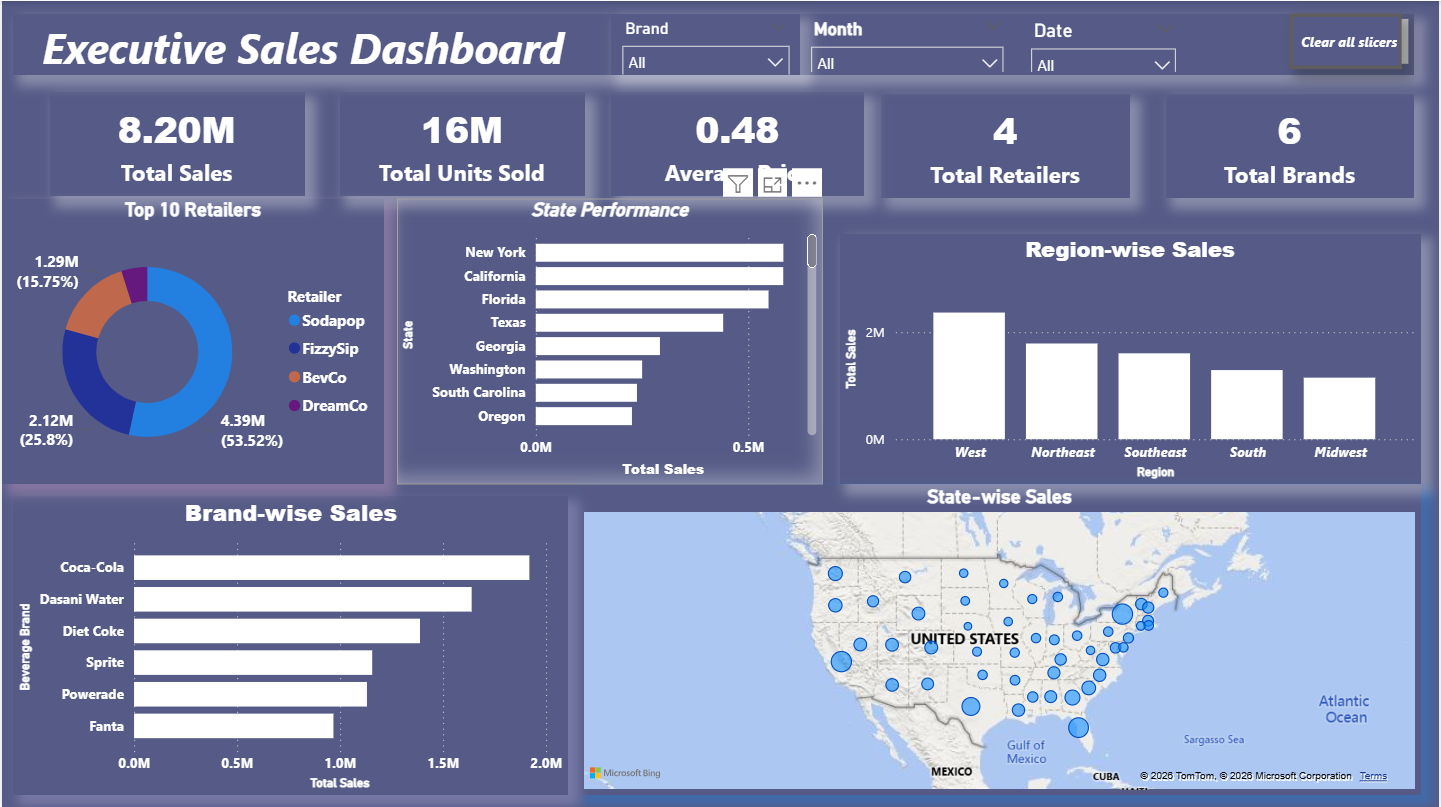 Executive Sales Dashboard
Brand
All
Month
All
Date
All
Clear all slicers
8.20M
Total Sales
16M
Total Units Sold
0.48
4
Total Retailers
6
Total Brands
Top 10 Retailers
1.29M
(15.75%)
2.12M
(25.8%)
4.39M
(53.52%)
Retailer
Sodapop
FizzySip
BevCo
DreamCo
State Performance
State
New York
California
Florida
Texas
Georgia
Washington
South Carolina
Oregon
0.0M 0.5M
Total Sales
Region-wise Sales
Total Sales
2M
0M
West Northeast Southeast South Midwest
Region
Brand-wise Sales
Beverage Brand
Coca-Cola
Dasani Water
Diet Coke
Sprite
Powerade
Fanta
0.0M 0.5M 1.0M 1.5M 2.0M
Total Sales
State-wise Sales
UNITED STATES
Atlantic
Ocean
Sargasso Sea
Gulf of
Mexico
MEXICO
CUBA
Microsoft Bing
© 2026 TomTom, © 2026 Microsoft Corporation Terms